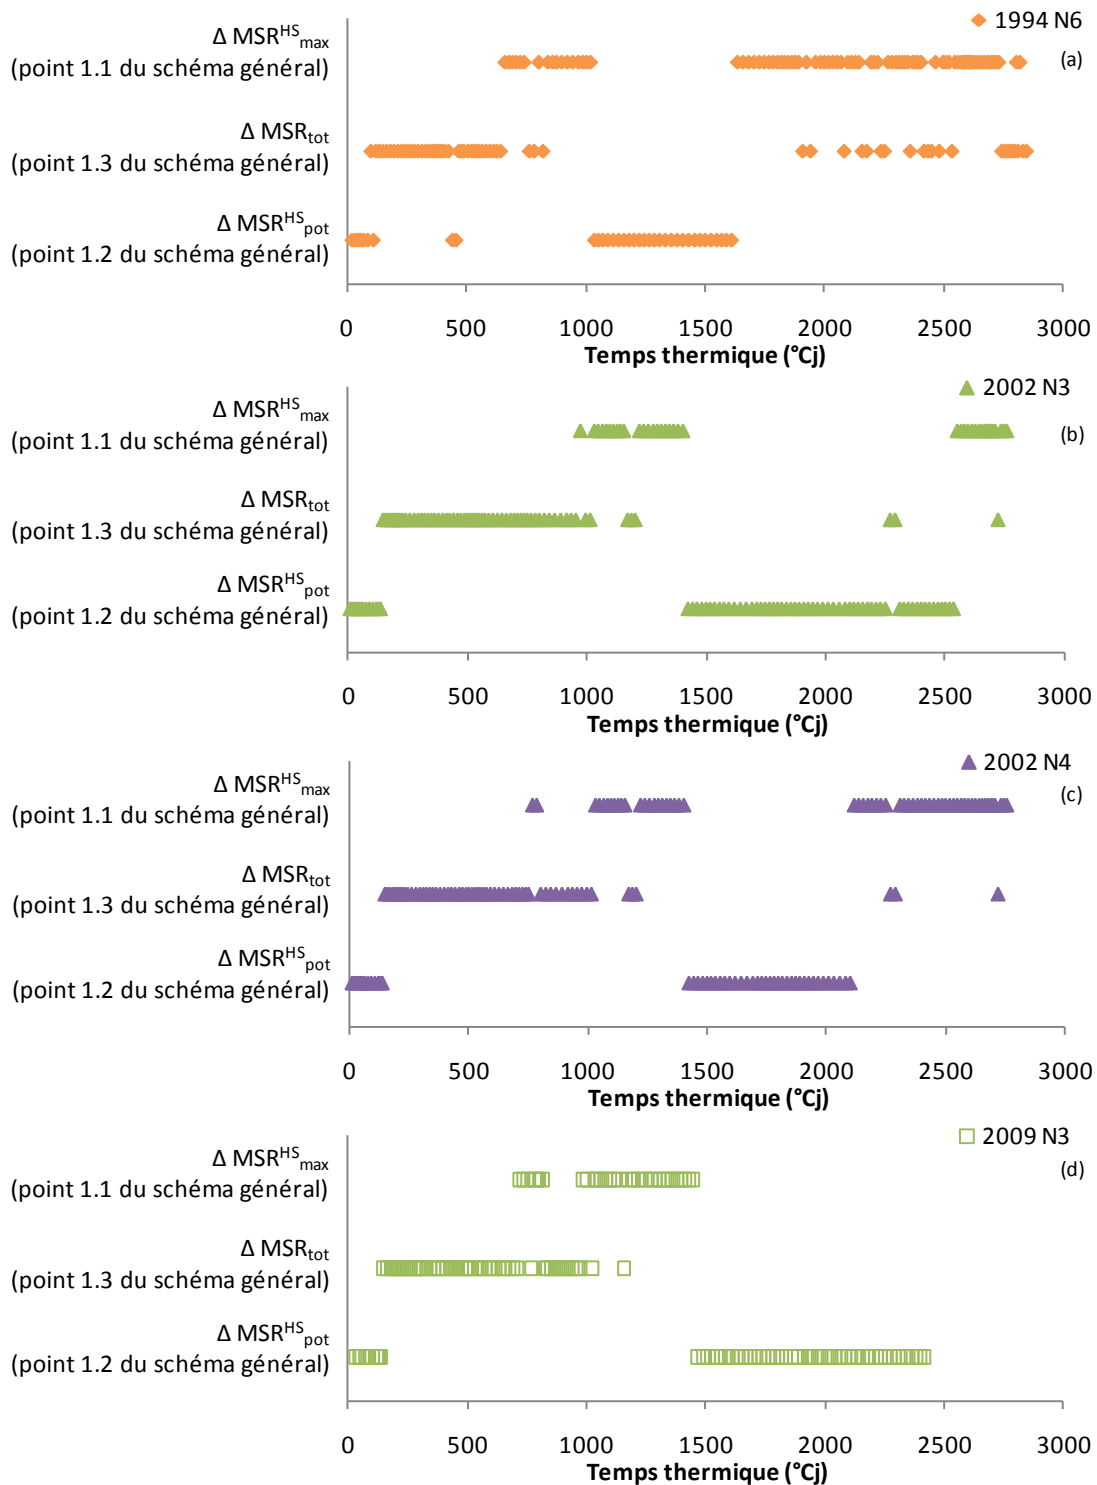 1994 N6
Δ MSR^HS_max
(point 1.1 du schéma général)
(a)
Δ MSR_tot
(point 1.3 du schéma général)
Δ MSR^HS_pot
(point 1.2 du schéma général)
0 500 1000 1500 2000 2500 3000
Temps thermique (°Cj)
2002 N3
Δ MSR^HS_max
(point 1.1 du schéma général)
(b)
Δ MSR_tot
(point 1.3 du schéma général)
Δ MSR^HS_pot
(point 1.2 du schéma général)
0 500 1000 1500 2000 2500 3000
Temps thermique (°Cj)
2002 N4
Δ MSR^HS_max
(point 1.1 du schéma général)
(c)
Δ MSR_tot
(point 1.3 du schéma général)
Δ MSR^HS_pot
(point 1.2 du schéma général)
0 500 1000 1500 2000 2500 3000
Temps thermique (°Cj)
2009 N3
Δ MSR^HS_max
(point 1.1 du schéma général)
(d)
Δ MSR_tot
(point 1.3 du schéma général)
Δ MSR^HS_pot
(point 1.2 du schéma général)
0 500 1000 1500 2000 2500 3000
Temps thermique (°Cj)